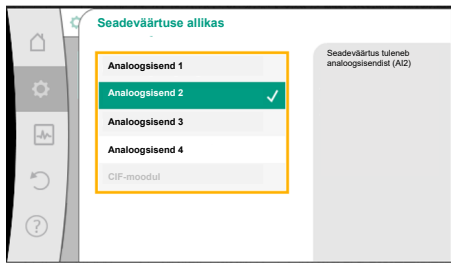 Seadeväärtuse allikas
Analoogsisend 1
Analoogsisend 2
Analoogsisend 3
Analoogsisend 4
CIF-moodul
Seadeväärtus tuleneb
analoogsisendist (AI2)